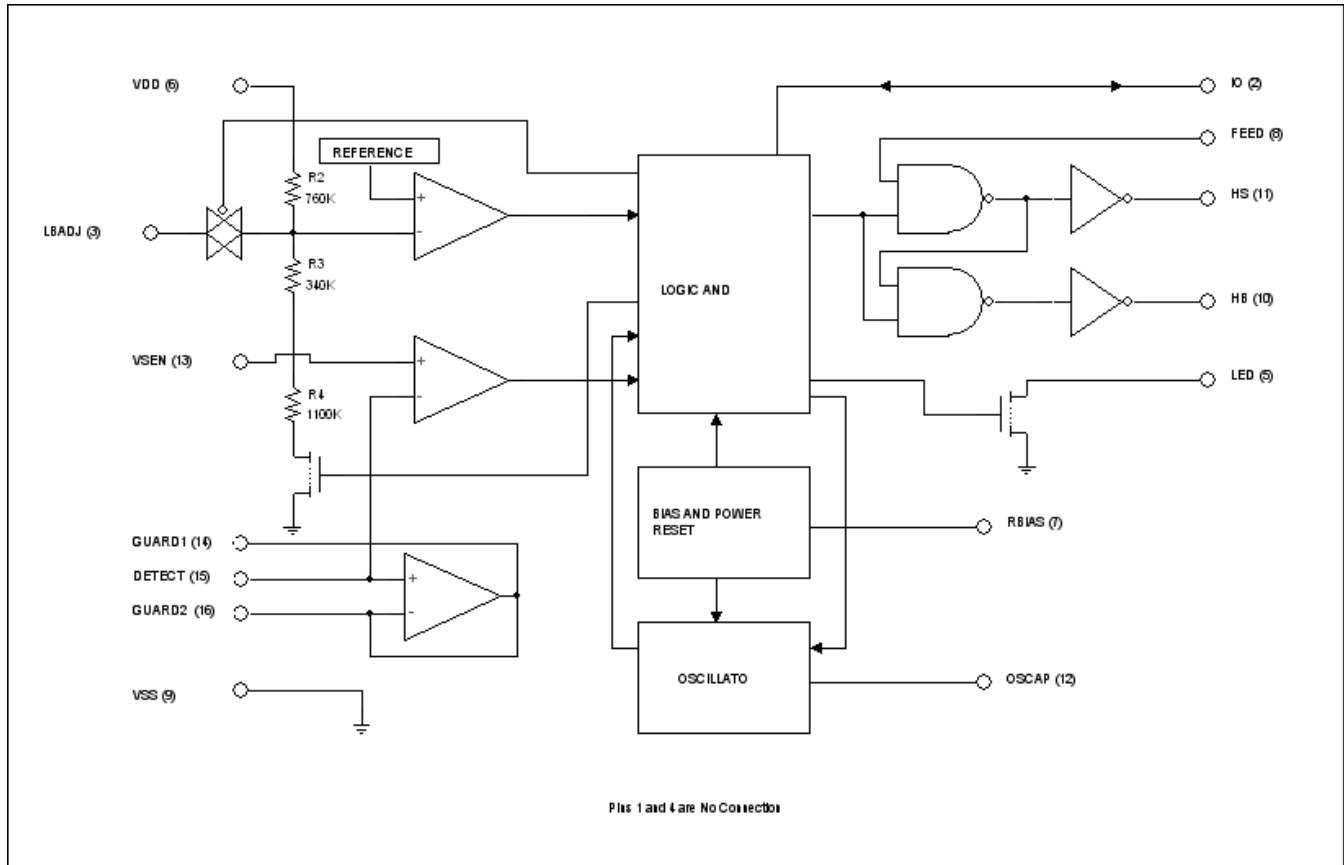 VDD (6)
IO (2)
FEED (8)
REFERENCE
R2
760K
+
HS (11)
LBADJ (3)
-
R3
340K
LOGIC AND
HB (10)
VSEN (13)
+
LED (5)
R4
1100K
-
BIAS AND POWER
RESET
RBIAS (7)
GUARD1 (14)
DETECT (15)
+
GUARD2 (16)
-
OSCILLATO
OSCAP (12)
VSS (9)
Pins 1 and 4 are No Connection